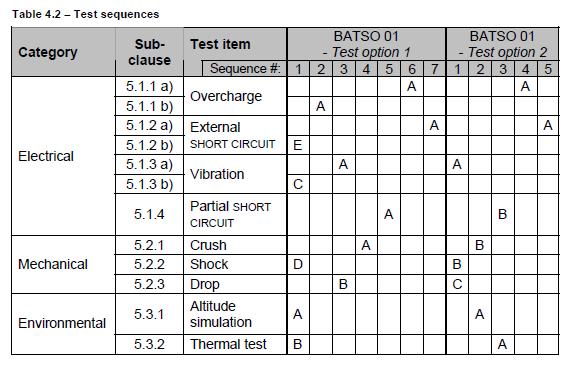 Table 4.2 – Test sequences
Category Sub-clause Test item BATSO 01 - Test option 1 BATSO 01 - Test option 2
Sequence #: 1 2 3 4 5 6 7 1 2 3 4 5
Electrical 5.1.1 a) Overcharge A A
5.1.1 b) A
5.1.2 a) External SHORT CIRCUIT A A
5.1.2 b) E
5.1.3 a) Vibration A A
5.1.3 b) C
5.1.4 Partial SHORT CIRCUIT A B
Mechanical 5.2.1 Crush A B
5.2.2 Shock D B
5.2.3 Drop B C
Environmental 5.3.1 Altitude simulation A A
5.3.2 Thermal test B A